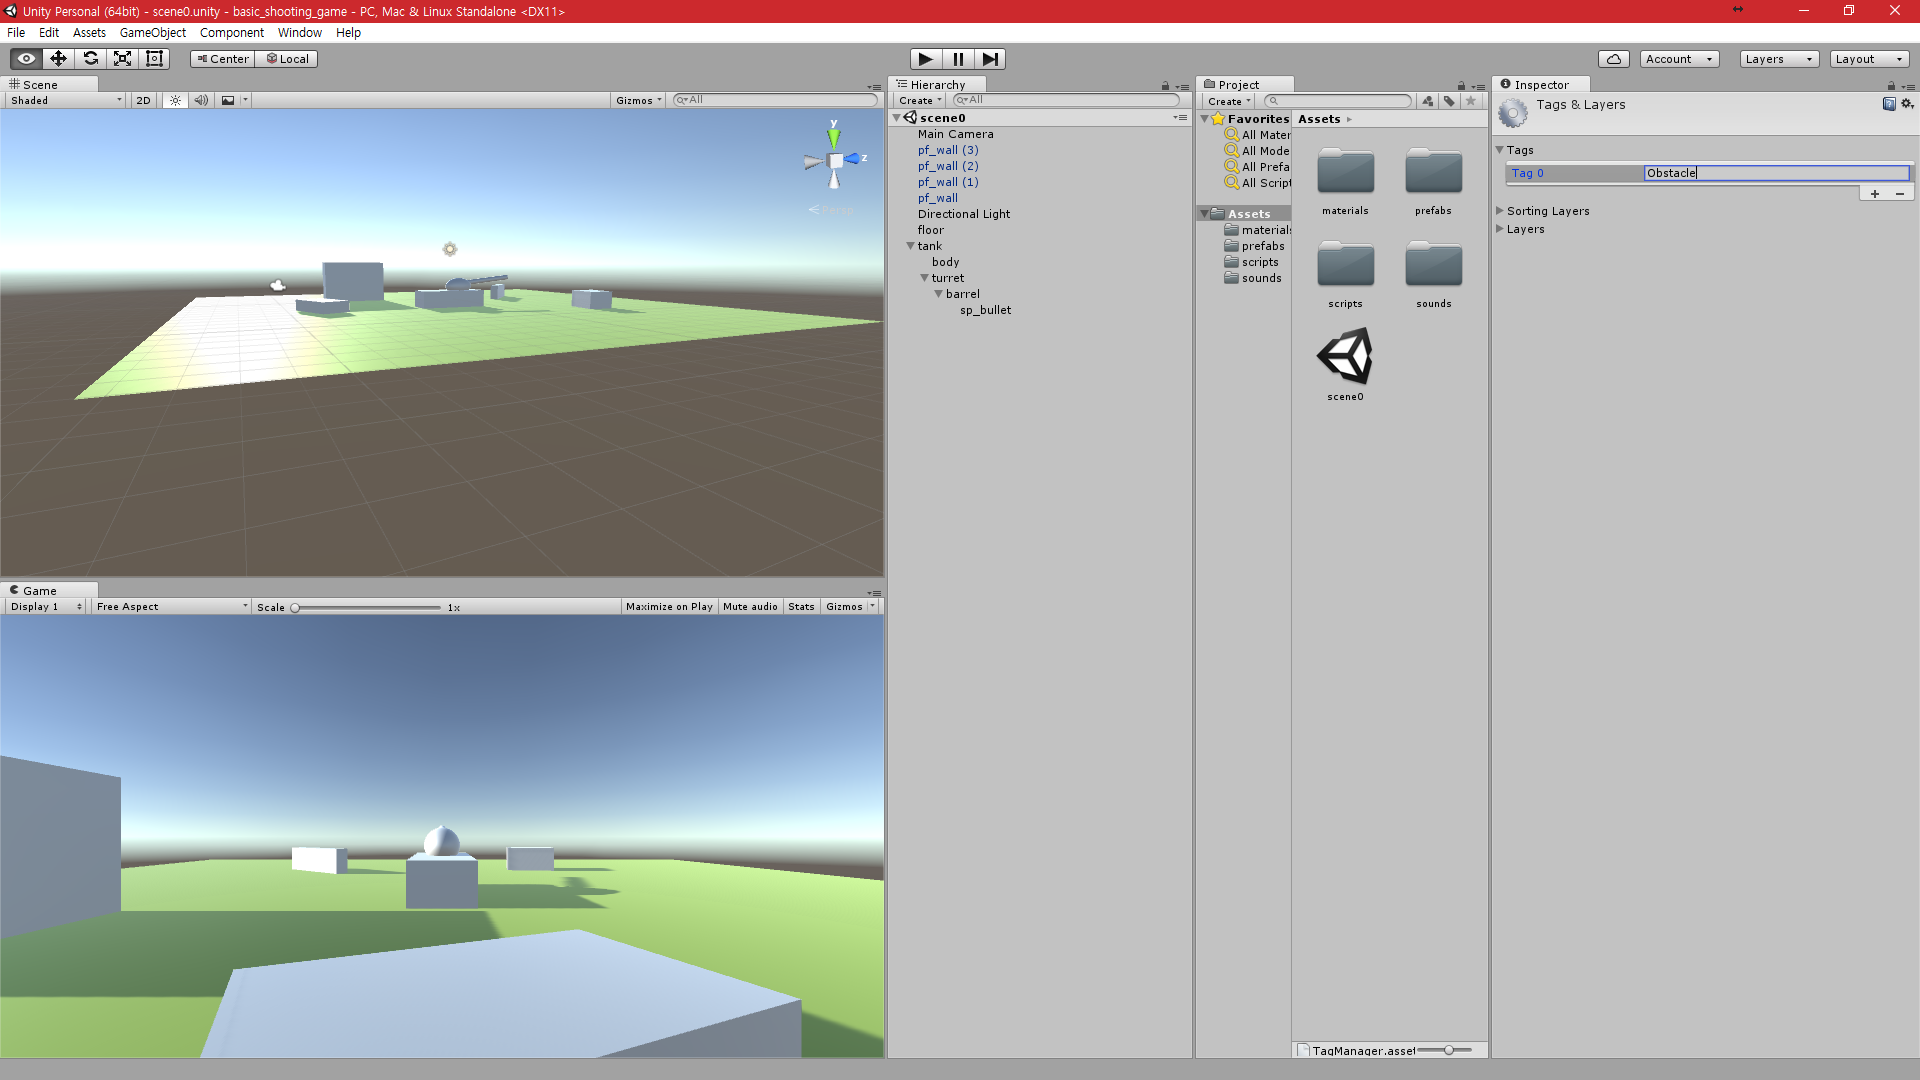 Unity Personal (64bit) - scene0.unity - basic_shooting_game - PC, Mac & Linux Standalone <DX11>
File Edit Assets GameObject Component Window Help
Center Local Account Layers Layout
Scene
Shaded 2D Gizmos All
y
z
Persp
Game
Display 1 Free Aspect Scale 1x Maximize on Play Mute audio Stats Gizmos
Hierarchy
Create All
scene0
Main Camera
pf_wall (3)
pf_wall (2)
pf_wall (1)
pf_wall
Directional Light
floor
tank
body
turret
barrel
sp_bullet
Project
Create
Favorites
All Mater
All Mode
All Prefa
All Script
Assets
materials
prefabs
scripts
sounds
Assets
materials prefabs
scripts sounds
scene0
TagManager.asset
Inspector
Tags & Layers
Tags
Tag 0 Obstacle
Sorting Layers
Layers